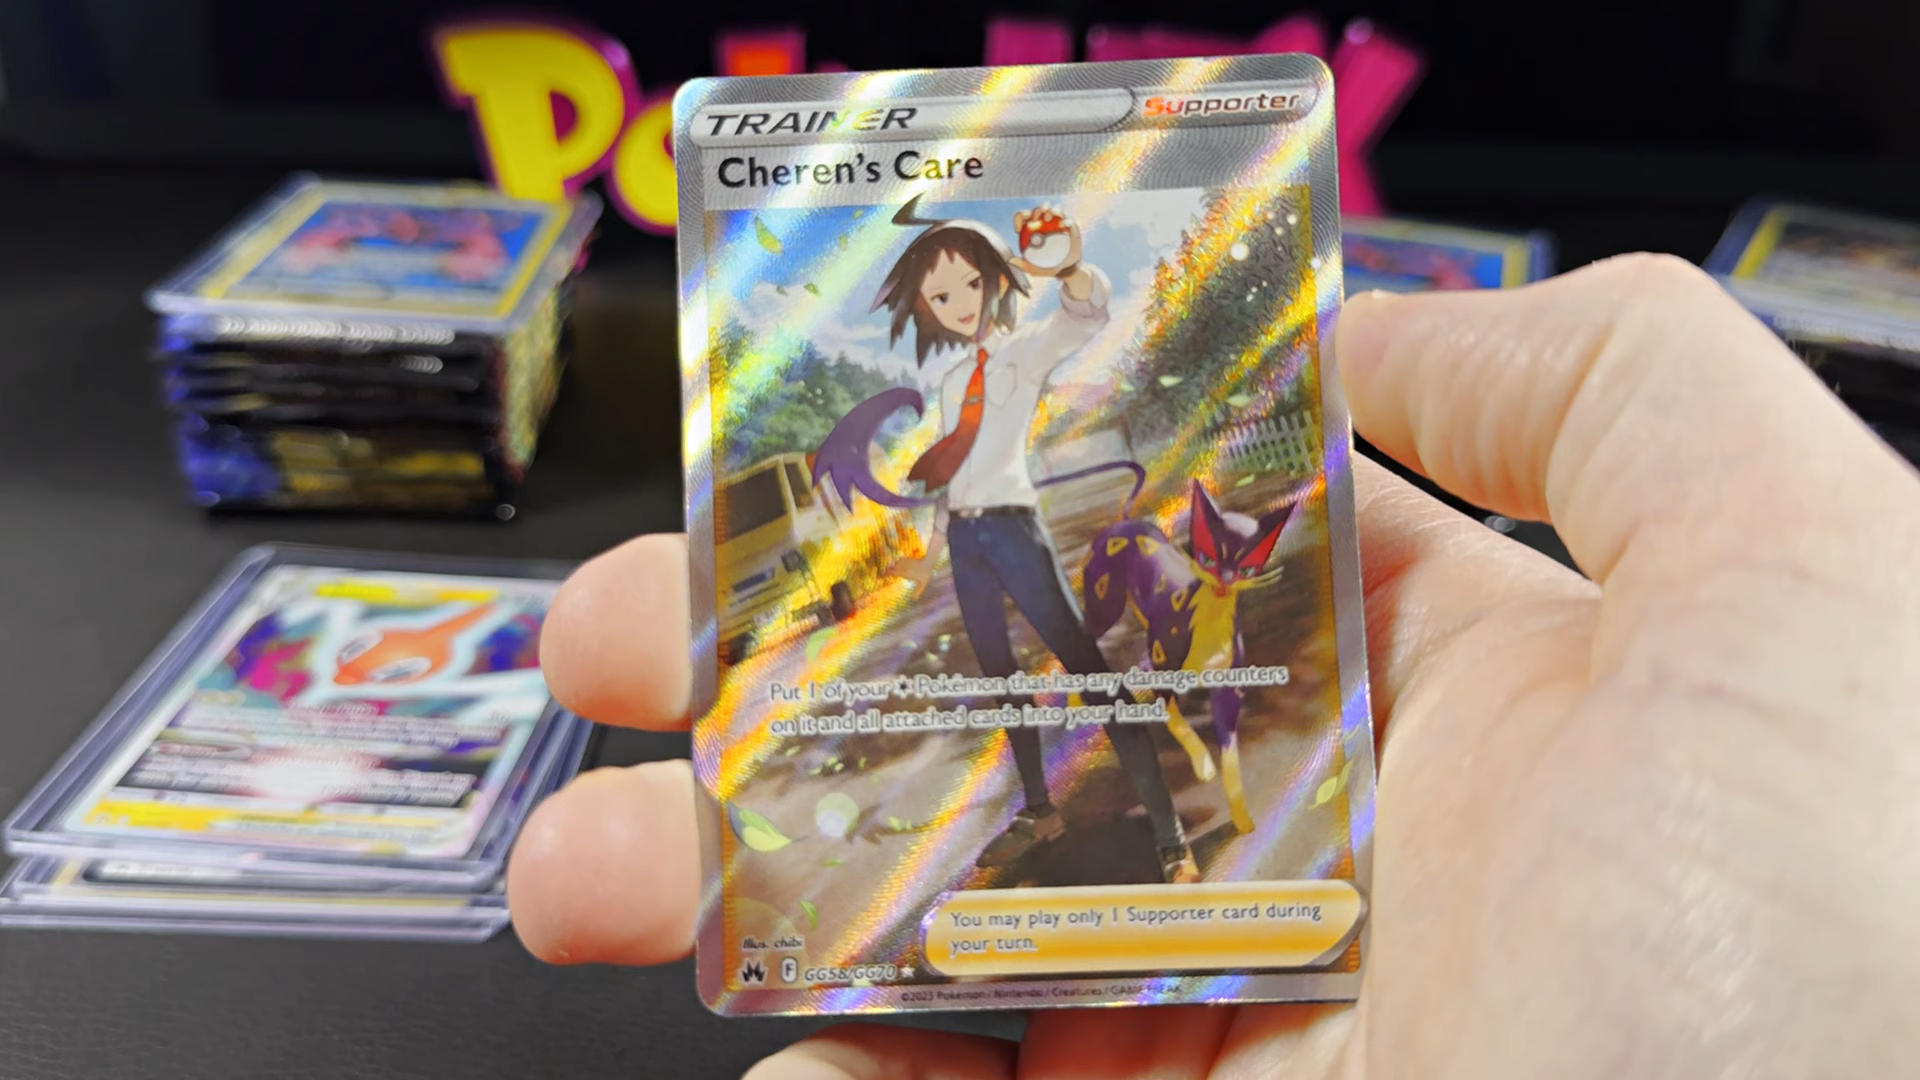 TRAINER
Supporter
Cheren's Care
Put 1 of your Pokémon that has any damage counters
on it and all attached cards into your hand.
You may play only 1 Supporter card during
your turn.
Illus. chibi
F GG58/GG70
©2023 Pokémon / Nintendo / Creatures / GAME FREAK